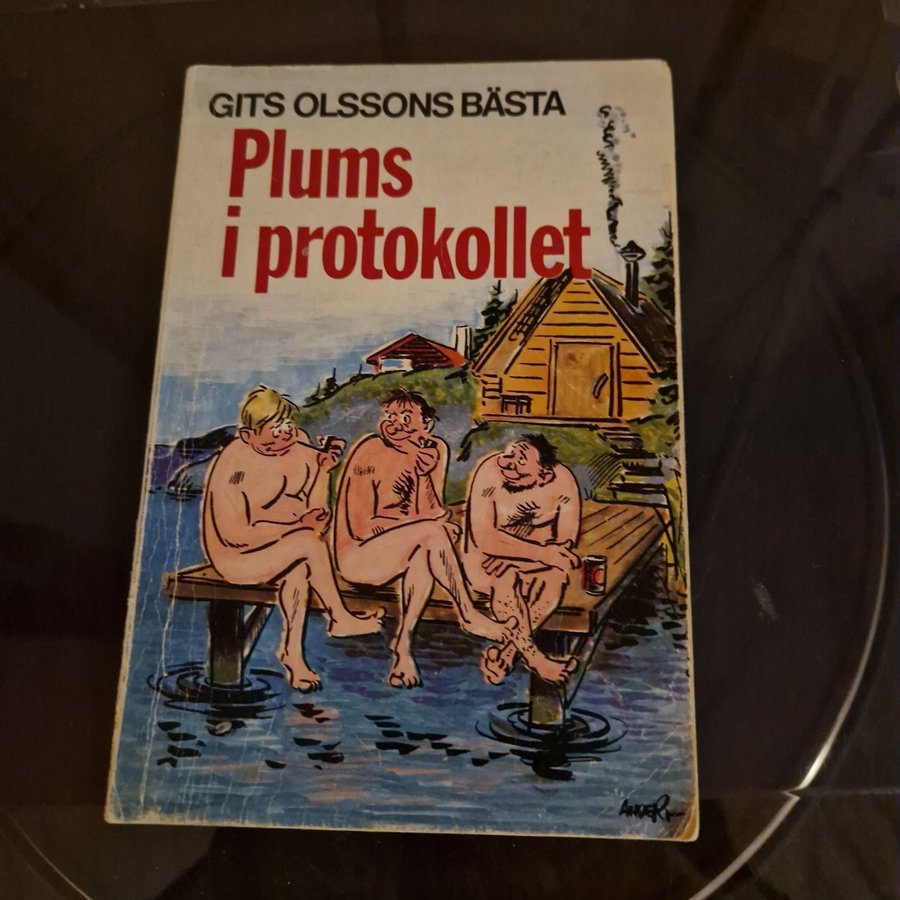 GITS OLSSONS BÄSTA
Plums
i protokollet